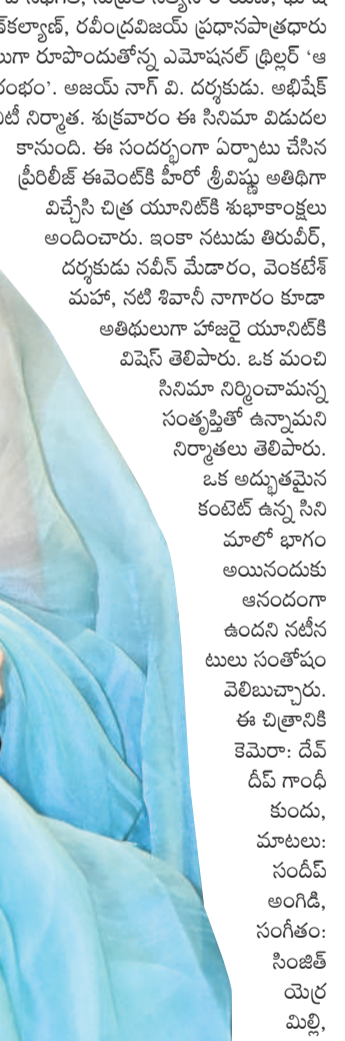 కల్యాణ్, రవీంద్రవిజయ్ ప్రధానపాత్రధారు
లుగా రూపొందుతోన్న ఎమోషనల్ థ్రిల్లర్ ‘ఆ
రంభం’. అజయ్ నాగ్ వి. దర్శకుడు. అభిషేక్
నిర్మాత. శుక్రవారం ఈ సినిమా విడుదల
కానుంది. ఈ సందర్భంగా ఏర్పాటు చేసిన
ప్రీరిలీజ్ ఈవెంట్‌కి హీరో శ్రీవిష్ణు అతిథిగా
విచ్చేసి చిత్ర యూనిట్‌కి శుభాకాంక్షలు
అందించారు. ఇంకా నటుడు తిరువీర్,
దర్శకుడు నవీన్ మేడారం, వెంకటేశ్
మహా, నటి శివానీ నాగారం కూడా
అతిథులుగా హాజరై యూనిట్‌కి
విషెస్ తెలిపారు. ఒక మంచి
సినిమా నిర్మించామన్న
సంతృప్తితో ఉన్నామని
నిర్మాతలు తెలిపారు.
ఒక అద్భుతమైన
కంటెట్ ఉన్న సిని
మాలో భాగం
అయినందుకు
ఆనందంగా
ఉందని నటీన
టులు సంతోషం
వెలిబుచ్చారు.
ఈ చిత్రానికి
కెమెరా: దేవ్
దీప్ గాంధీ
కుందు,
మాటలు:
సందీప్
అంగిడి,
సంగీతం:
సింజిత్
యెర్ర
మిల్లి,